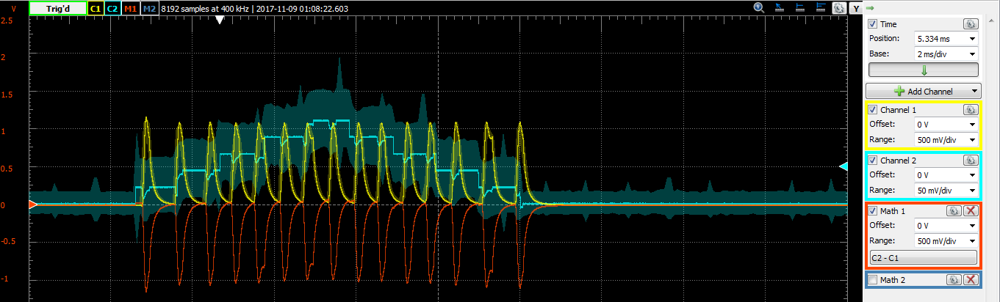 V Trig'd C1 C2 M1 M2 8192 samples at 400 kHz | 2017-11-09 01:08:22.603 Y
2.5
2
1.5
1
0.5
0
-0.5
-1
Time
Position: 5.334 ms
Base: 2 ms/div
Add Channel
Channel 1
Offset: 0 V
Range: 500 mV/div
Channel 2
Offset: 0 V
Range: 50 mV/div
Math 1
Offset: 0 V
Range: 500 mV/div
C2 - C1
Math 2